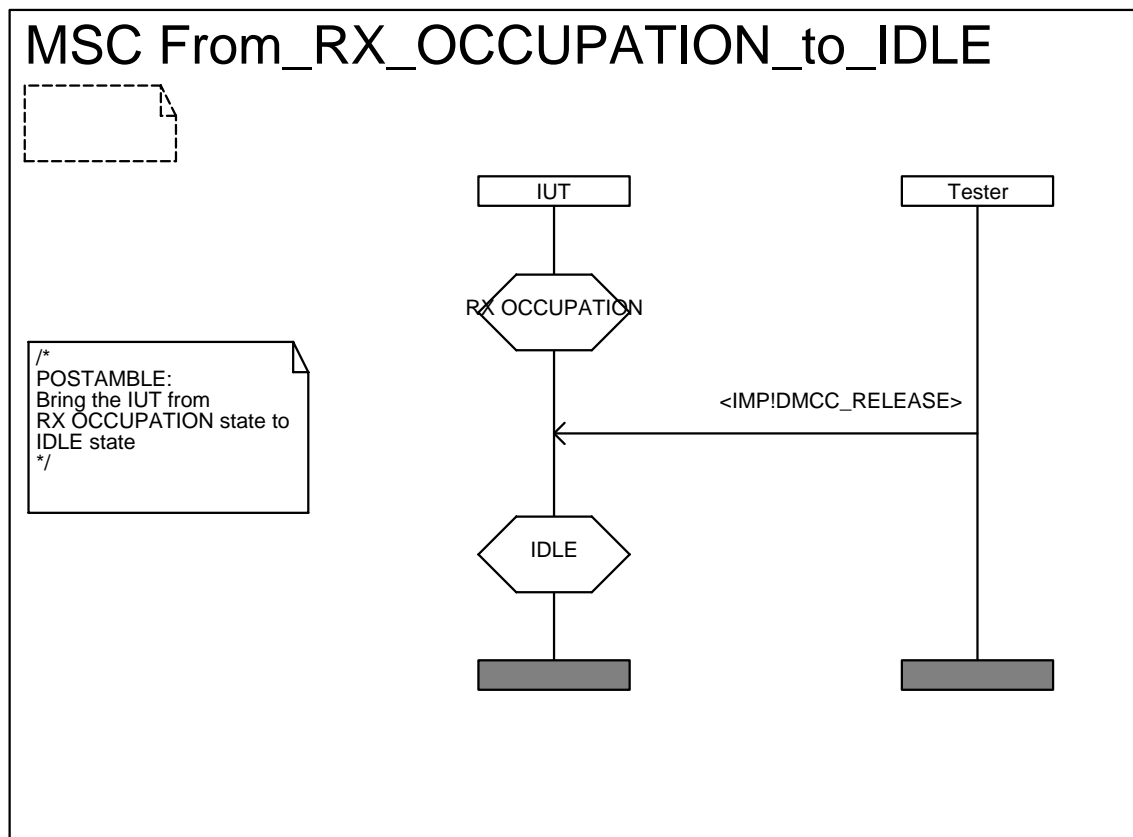 MSC From_RX_OCCUPATION_to_IDLE
IUT
Tester
RX OCCUPATION
/*
POSTAMBLE:
Bring the IUT from
RX OCCUPATION state to
IDLE state
*/
<IMP!DMCC_RELEASE>
IDLE